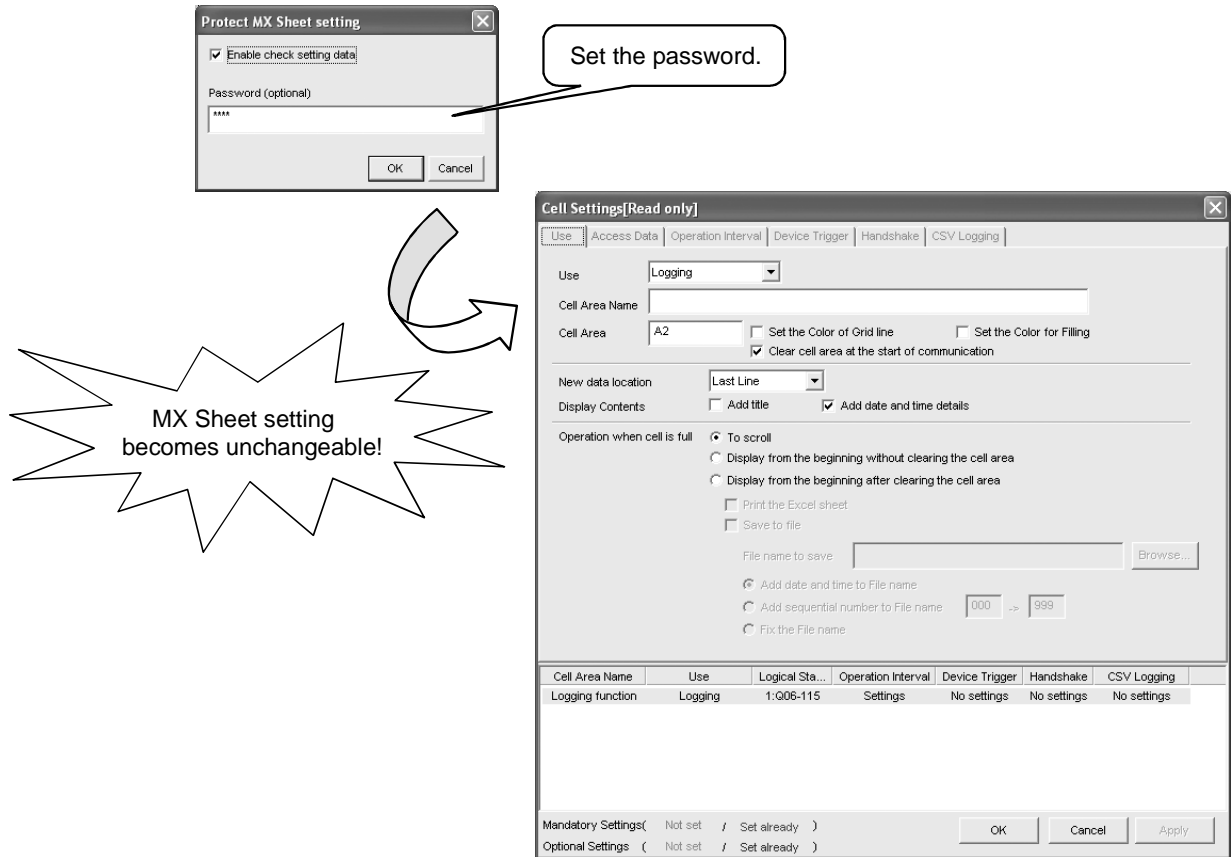 Protect MX Sheet setting
Enable check setting data
Password (optional)
****
OK Cancel
Set the password.
MX Sheet setting
becomes unchangeable!
Cell Settings[Read only]
Use Access Data Operation Interval Device Trigger Handshake CSV Logging
Use Logging
Cell Area Name
Cell Area A2 Set the Color of Grid line Set the Color for Filling
Clear cell area at the start of communication
New data location Last Line
Display Contents Add title Add date and time details
Operation when cell is full To scroll
Display from the beginning without clearing the cell area
Display from the beginning after clearing the cell area
Print the Excel sheet
Save to file
File name to save Browse...
Add date and time to File name
Add sequential number to File name 000 -> 999
Fix the File name
Cell Area Name Use Logical Sta... Operation Interval Device Trigger Handshake CSV Logging
Logging function Logging 1:Q06-115 Settings No settings No settings No settings
Mandatory Settings( Not set / Set already )
Optional Settings ( Not set / Set already )
OK Cancel Apply